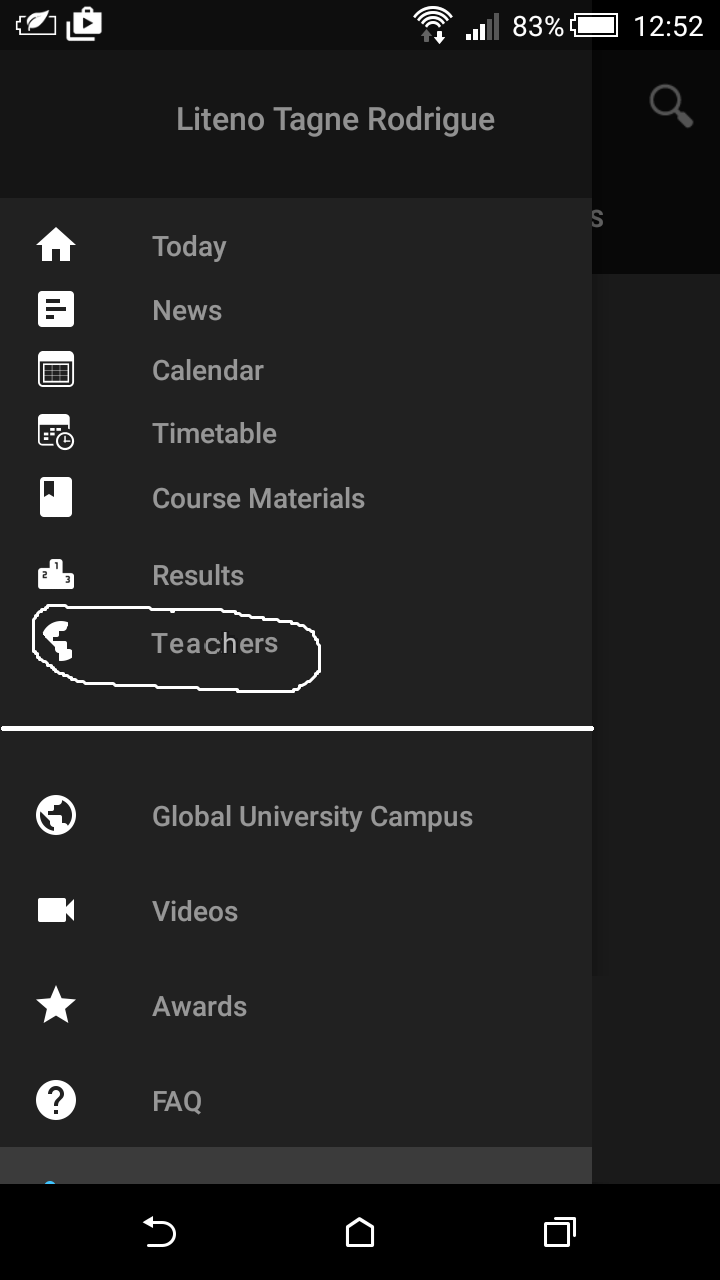 83% 12:52
Liteno Tagne Rodrigue
s
Today
News
Calendar
Timetable
Course Materials
Results
Teachers
Global University Campus
Videos
Awards
FAQ